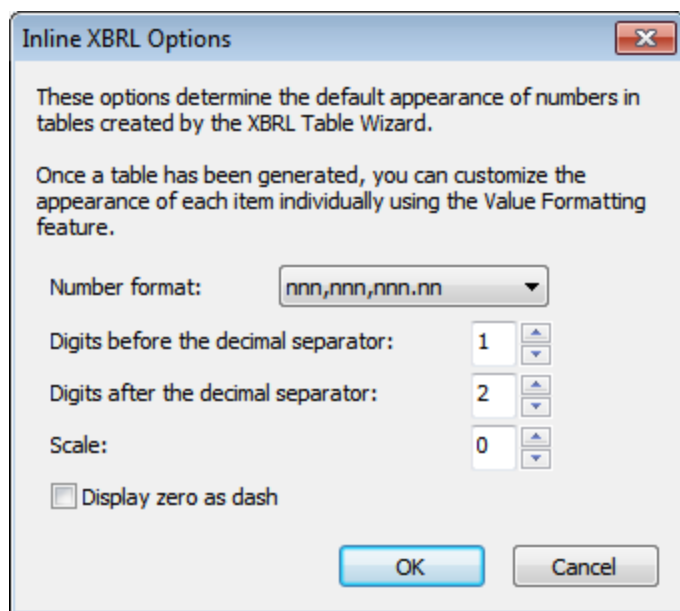 Inline XBRL Options
These options determine the default appearance of numbers in
tables created by the XBRL Table Wizard.
Once a table has been generated, you can customize the
appearance of each item individually using the Value Formatting
feature.
Number format: nnn,nnn,nnn.nn
Digits before the decimal separator: 1
Digits after the decimal separator: 2
Scale: 0
Display zero as dash
OK Cancel